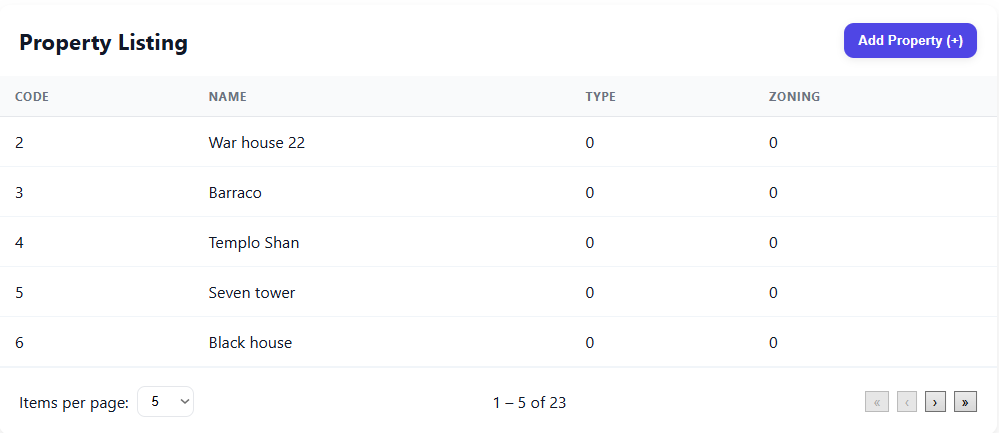 Property Listing
Add Property (+)
CODE NAME TYPE ZONING
2 War house 22 0 0
3 Barraco 0 0
4 Templo Shan 0 0
5 Seven tower 0 0
6 Black house 0 0
Items per page: 5 1 – 5 of 23 « ‹ › »